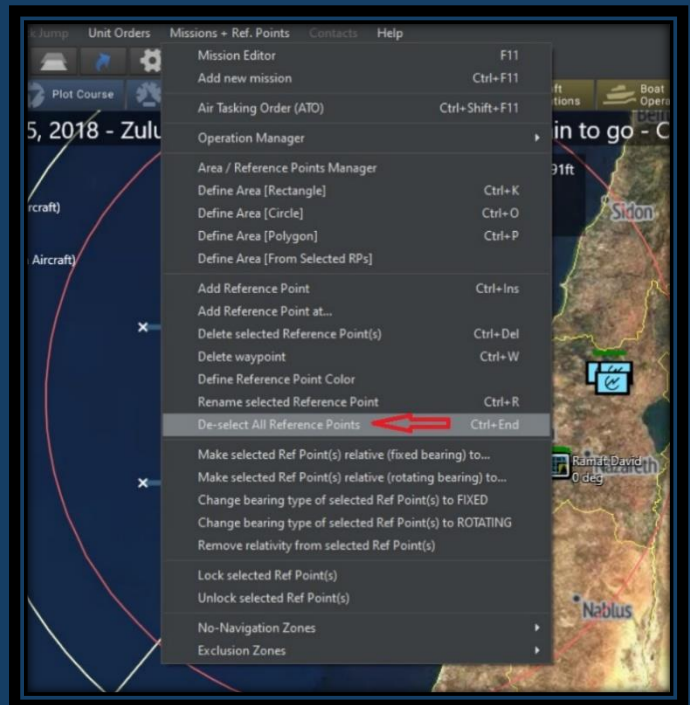 k Jump Unit Orders Missions + Ref. Points Contacts Help
Plot Course
5, 2018 - Zulu
rcraft)
Aircraft)
Mission Editor F11
Add new mission Ctrl+F11
Air Tasking Order (ATO) Ctrl+Shift+F11
Operation Manager
Area / Reference Points Manager
Define Area [Rectangle] Ctrl+K
Define Area [Circle] Ctrl+O
Define Area [Polygon] Ctrl+P
Define Area [From Selected RPs]
Add Reference Point Ctrl+Ins
Add Reference Point at...
Delete selected Reference Point(s) Ctrl+Del
Delete waypoint Ctrl+W
Define Reference Point Color
Rename selected Reference Point Ctrl+R
De-select All Reference Points Ctrl+End
Make selected Ref Point(s) relative (fixed bearing) to...
Make selected Ref Point(s) relative (rotating bearing) to...
Change bearing type of selected Ref Point(s) to FIXED
Change bearing type of selected Ref Point(s) to ROTATING
Remove relativity from selected Ref Point(s)
Lock selected Ref Point(s)
Unlock selected Ref Point(s)
No-Navigation Zones
Exclusion Zones
ft Boat
tions Opera
in to go - C
91ft
Sidon
Ramat David
Nazareth
0 deg
Nablus